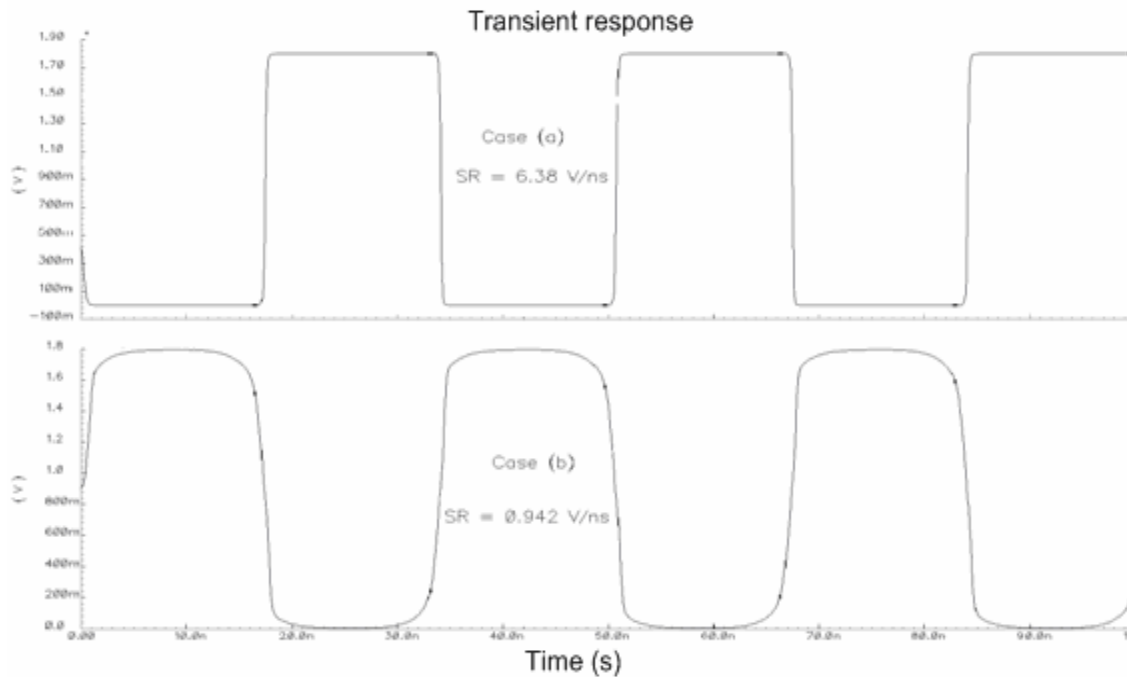 Transient response
1.90
1.70
1.50
1.30
1.10
900m
700m
500m
300m
100m
-100m
(V)
Case (a)
SR = 6.38 V/ns
1.8
1.6
1.4
1.2
1.0
800m
600m
400m
200m
0.0
(V)
Case (b)
SR = 0.942 V/ns
0.00 10.0n 20.0n 30.0n 40.0n 50.0n 60.0n 70.0n 80.0n 90.0n
Time (s)